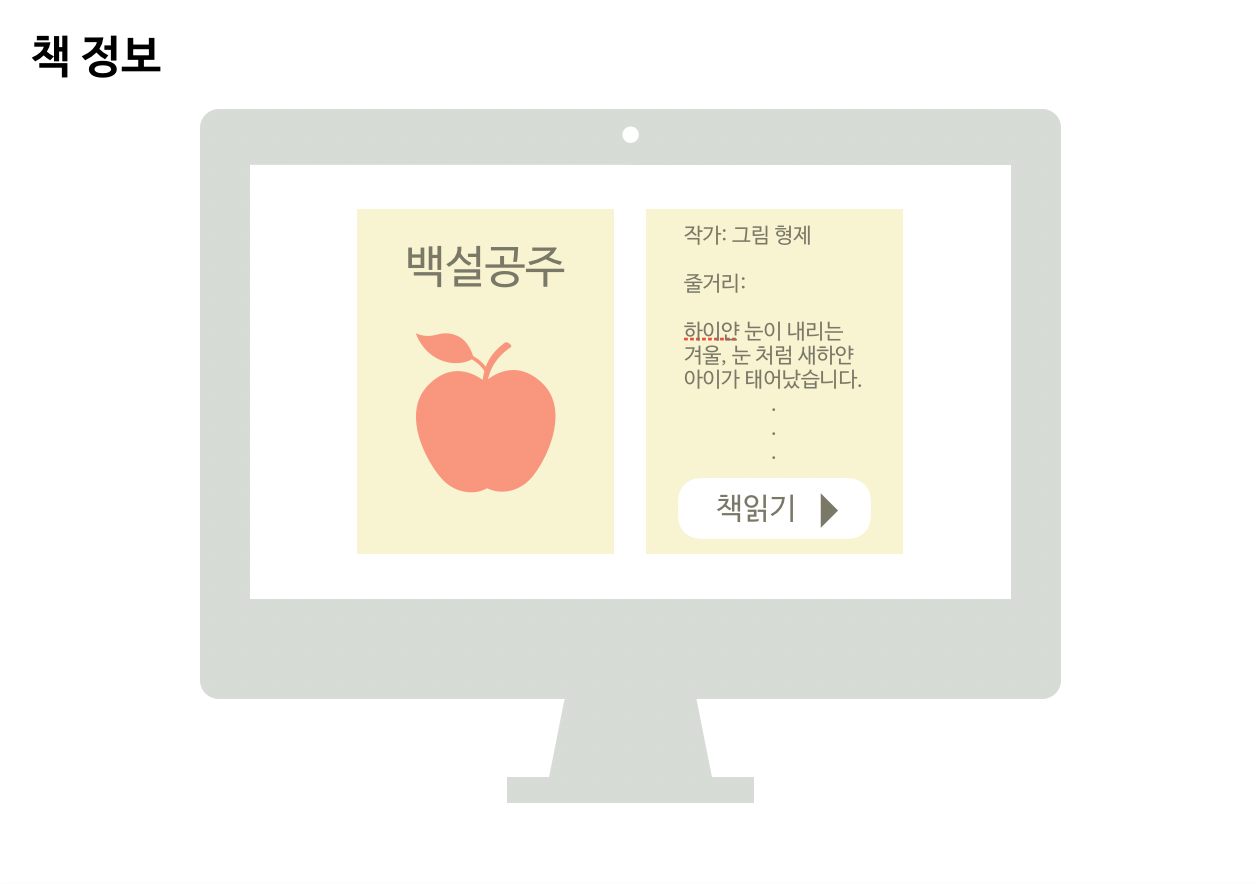 책 정보
백설공주
작가: 그림 형제
줄거리:
하이얀 눈이 내리는
겨울, 눈 처럼 새하얀
아이가 태어났습니다.
.
.
.
책읽기